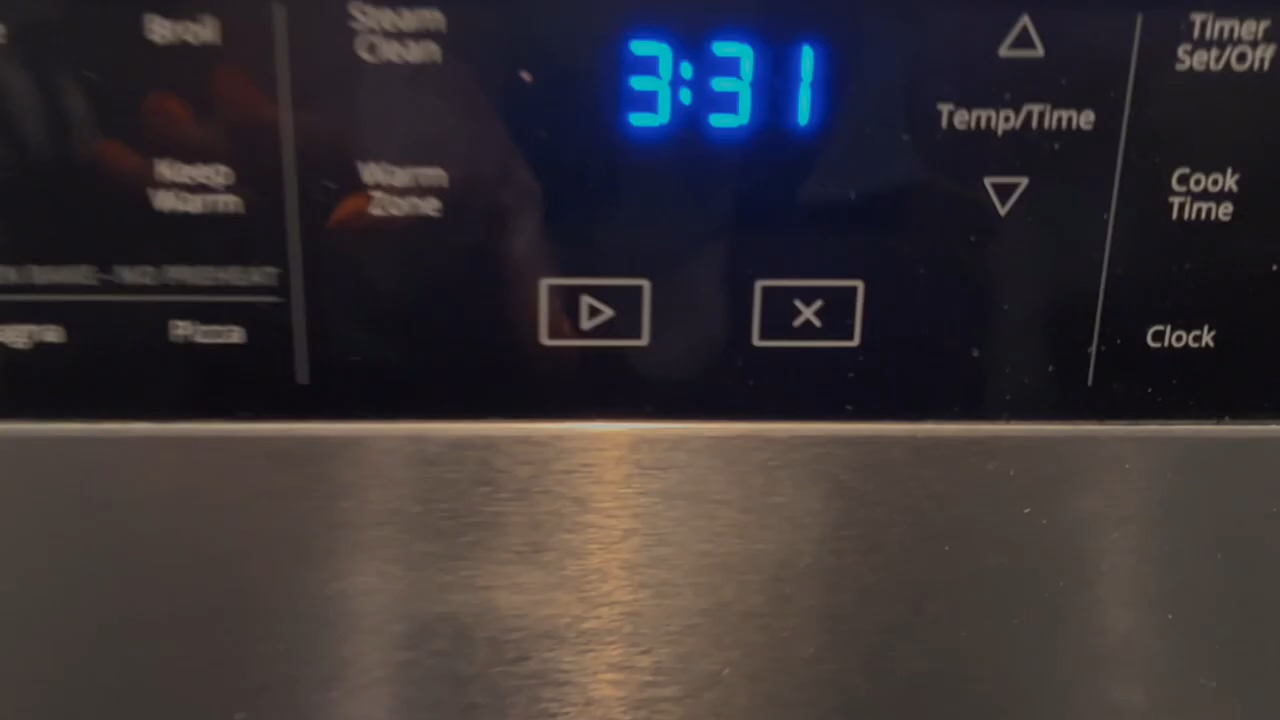 Broil
Steam
Clean
3:31
Temp/Time
Timer
Set/Off
Keep
Warm
Warm
Zone
Cook
Time
Pizza
Clock